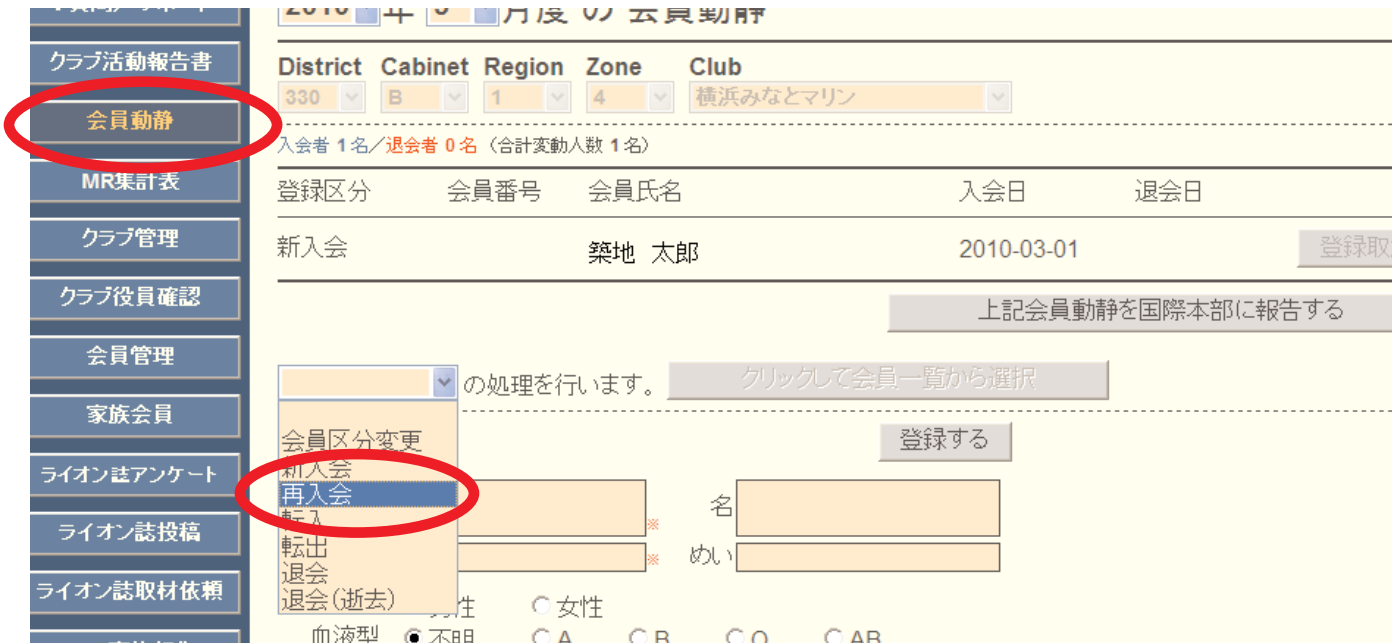 クラブ活動報告書
会員動静
MR集計表
クラブ管理
クラブ役員確認
会員管理
家族会員
ライオン誌アンケート
ライオン誌投稿
ライオン誌取材依頼
2010 年 3 月度 の 会員動静
District Cabinet Region Zone Club
330 B 1 4 横浜みなとマリン
入会者 1名／退会者 0名（合計変動人数 1名）
登録区分 会員番号 会員氏名 入会日 退会日
新入会 築地 太郎 2010-03-01 登録取
上記会員動静を国際本部に報告する
の処理を行います。 クリックして会員一覧から選択
会員区分変更
新入会
再入会
転入
転出
退会
退会(逝去)
登録する
※ 名
※ めい
男性 女性
血液型 不明 A B O AB